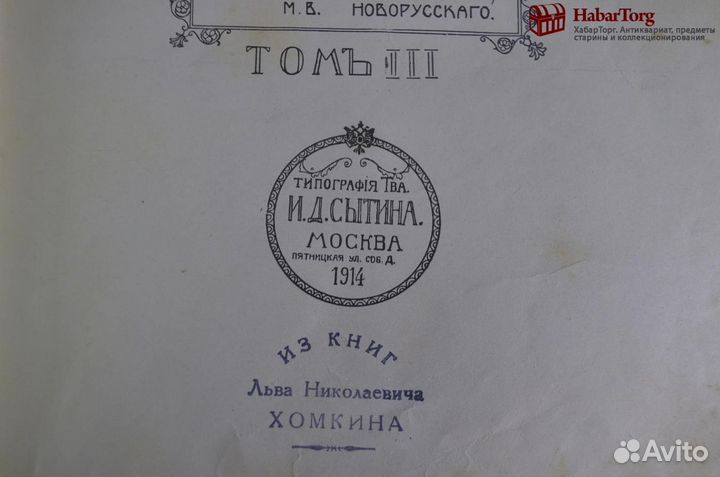 М. В. НОВОРУССКАГО.
HabarTorg
ХабарТорг. Антиквариат, предметы
старины и коллекционирования
ТОМЪ III
ТИПОГРАФІЯ Т-ВА.
И. Д. СЫТИНА.
МОСКВА
ПЯТНИЦКАЯ УЛ. СОБ. Д.
1914
ИЗ КНИГ
Льва Николаевича
ХОМКИНА
Avito